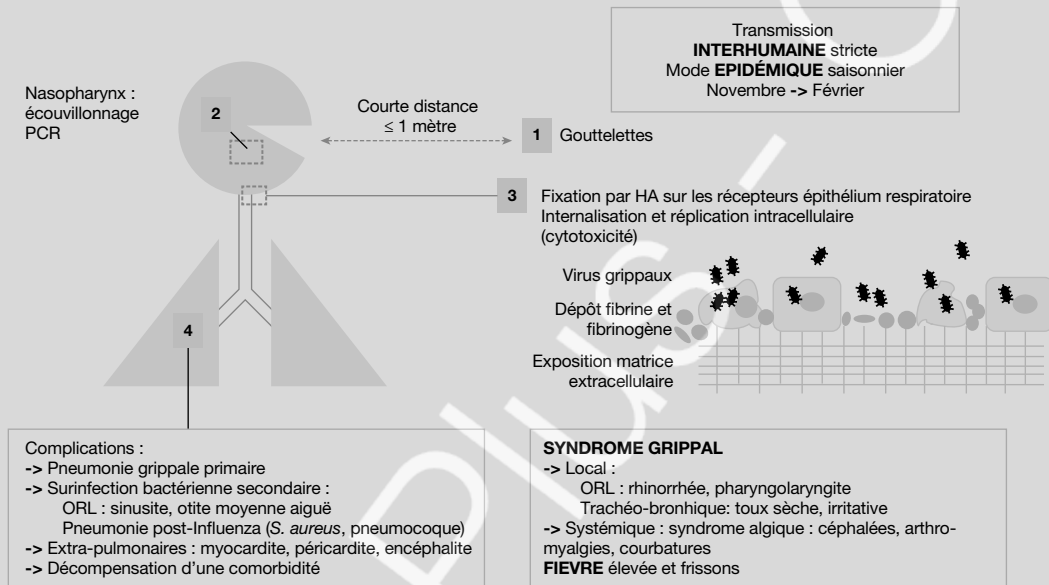 Transmission
INTERHUMAINE stricte
Mode EPIDÉMIQUE saisonnier
Novembre -> Février
Nasopharynx :
écouvillonnage
PCR
2
Courte distance
≤ 1 mètre
1 Gouttelettes
3 Fixation par HA sur les récepteurs épithélium respiratoire
Internalisation et réplication intracellulaire
(cytotoxicité)
Virus grippaux
Dépôt fibrine et
fibrinogène
Exposition matrice
extracellulaire
4
Complications :
-> Pneumonie grippale primaire
-> Surinfection bactérienne secondaire :
ORL : sinusite, otite moyenne aiguë
Pneumonie post-Influenza (S. aureus, pneumocoque)
-> Extra-pulmonaires : myocardite, péricardite, encéphalite
-> Décompensation d'une comorbidité
SYNDROME GRIPPAL
-> Local :
ORL : rhinorrhée, pharyngolaryngite
Trachéo-bronhique: toux sèche, irritative
-> Systémique : syndrome algique : céphalées, arthro-
myalgies, courbatures
FIEVRE élevée et frissons
Plus -